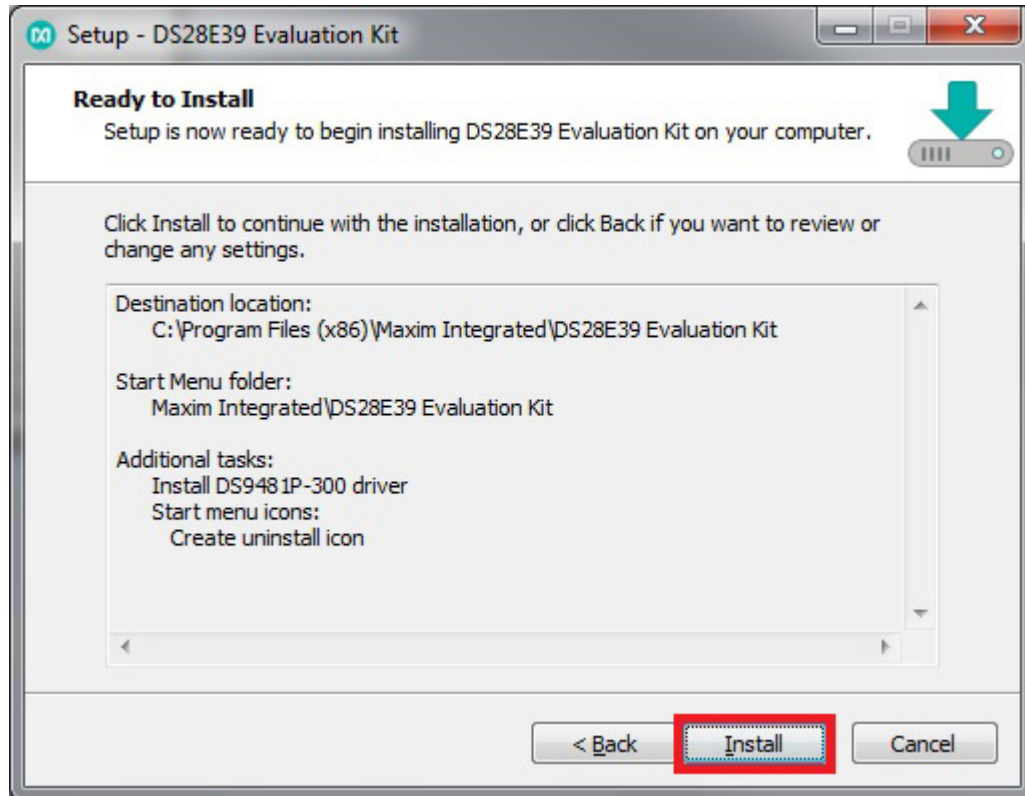 Setup - DS28E39 Evaluation Kit
Ready to Install
Setup is now ready to begin installing DS28E39 Evaluation Kit on your computer.
Click Install to continue with the installation, or click Back if you want to review or
change any settings.
Destination location:
C:\Program Files (x86)\Maxim Integrated\DS28E39 Evaluation Kit
Start Menu folder:
Maxim Integrated\DS28E39 Evaluation Kit
Additional tasks:
Install DS9481P-300 driver
Start menu icons:
Create uninstall icon
< Back Install Cancel